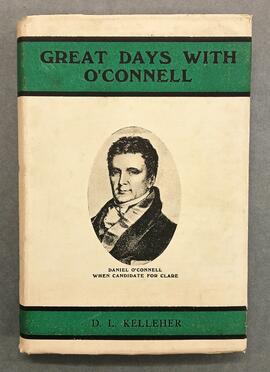 GREAT DAYS WITH
O'CONNELL
DANIEL O'CONNELL
WHEN CANDIDATE FOR CLARE
D. L. KELLEHER